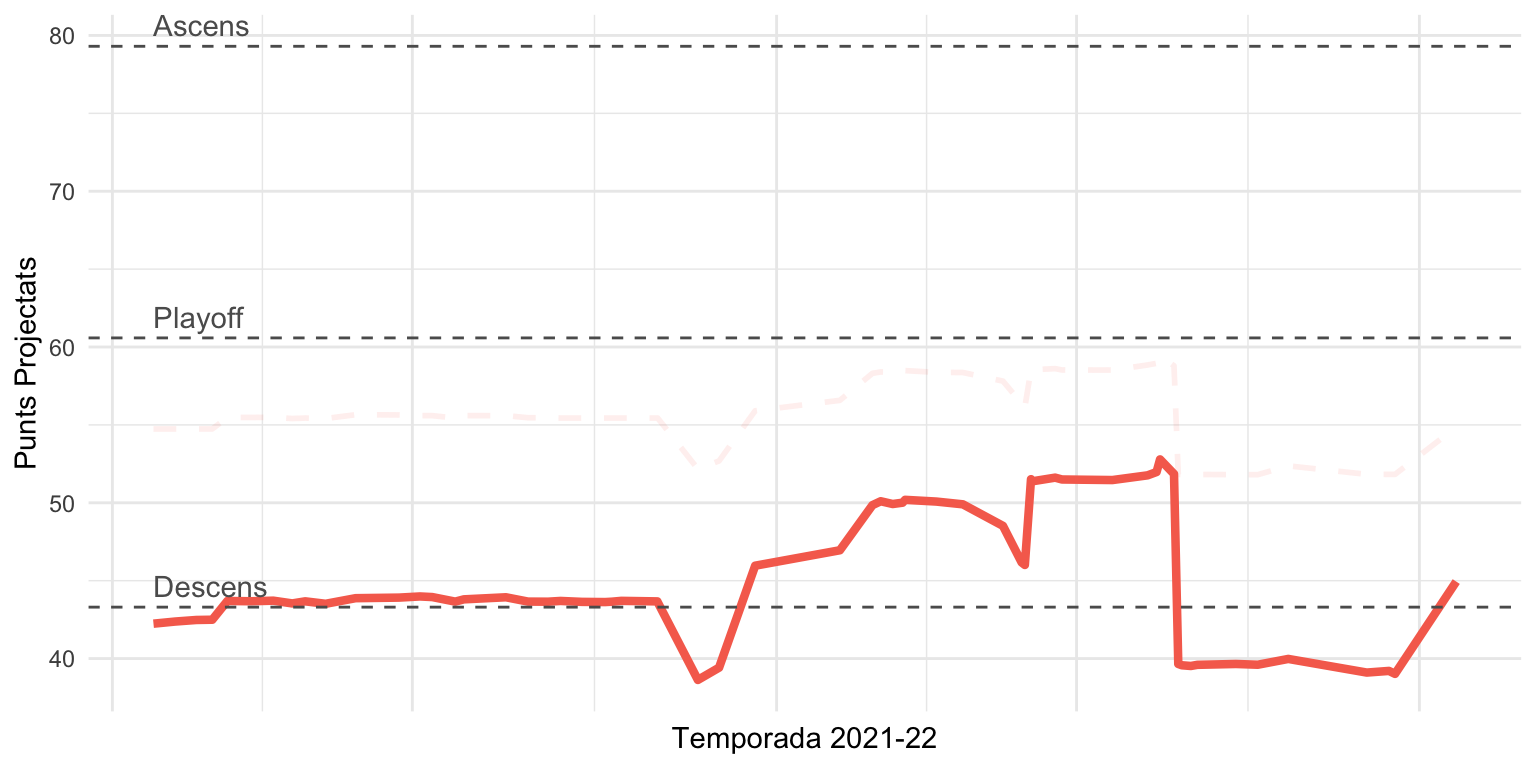 Ascens
80
70
Playoff
60
50
Descens
40
Punts Projectats
Temporada 2021-22